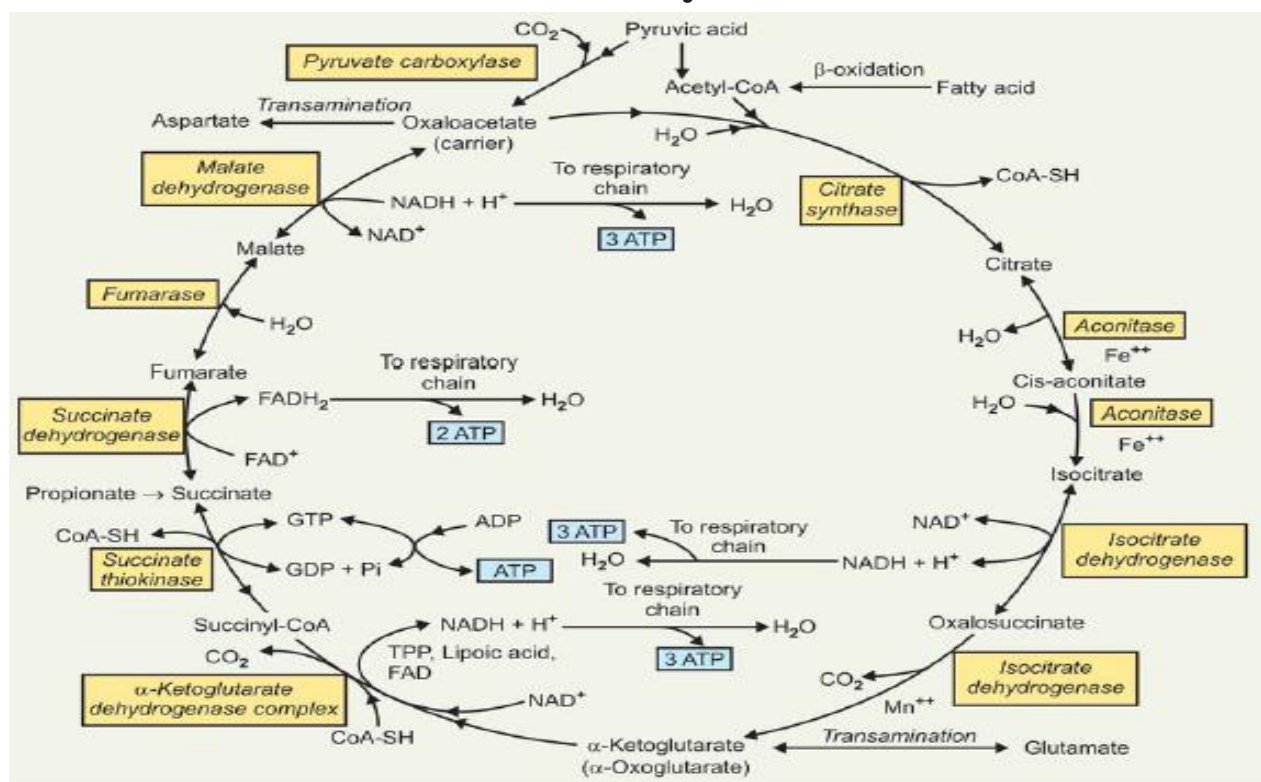 CO2
Pyruvic acid
Pyruvate carboxylase
Acetyl-CoA
β-oxidation
Fatty acid
Aspartate
Transamination
Oxaloacetate
(carrier)
H2O
Malate
dehydrogenase
NADH + H+
To respiratory
chain
H2O
3 ATP
NAD+
Citrate
synthase
CoA-SH
Malate
Citrate
Fumarase
H2O
H2O
Aconitase
Fe++
Fumarate
To respiratory
chain
Cis-aconitate
FADH2
H2O
2 ATP
H2O
Aconitase
Fe++
Succinate
dehydrogenase
FAD+
Isocitrate
Propionate → Succinate
CoA-SH
GTP
ADP
Succinate
thiokinase
GDP + Pi
ATP
3 ATP
To respiratory
chain
H2O
NADH + H+
NAD+
Isocitrate
dehydrogenase
Succinyl-CoA
NADH + H+
To respiratory
chain
H2O
3 ATP
Oxalosuccinate
CO2
TPP, Lipoic acid,
FAD
CO2
Mn++
Isocitrate
dehydrogenase
α-Ketoglutarate
dehydrogenase complex
NAD+
CoA-SH
α-Ketoglutarate
(α-Oxoglutarate)
Transamination
Glutamate